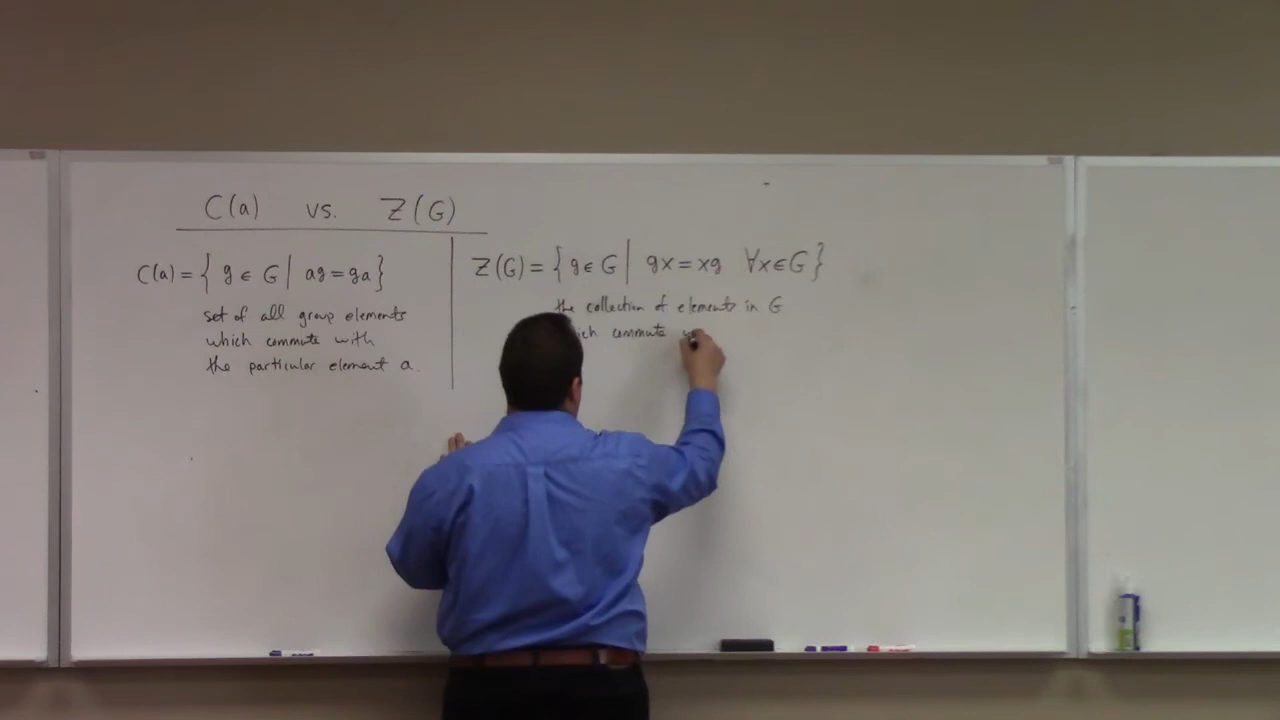 C(a) vs. Z(G)
C(a) = { g ∈ G | ag = ga }
set of all group elements
which commute with
the particular element a.
Z(G) = { g ∈ G | gx = xg ∀x ∈ G }
the collection of elements in G
commute